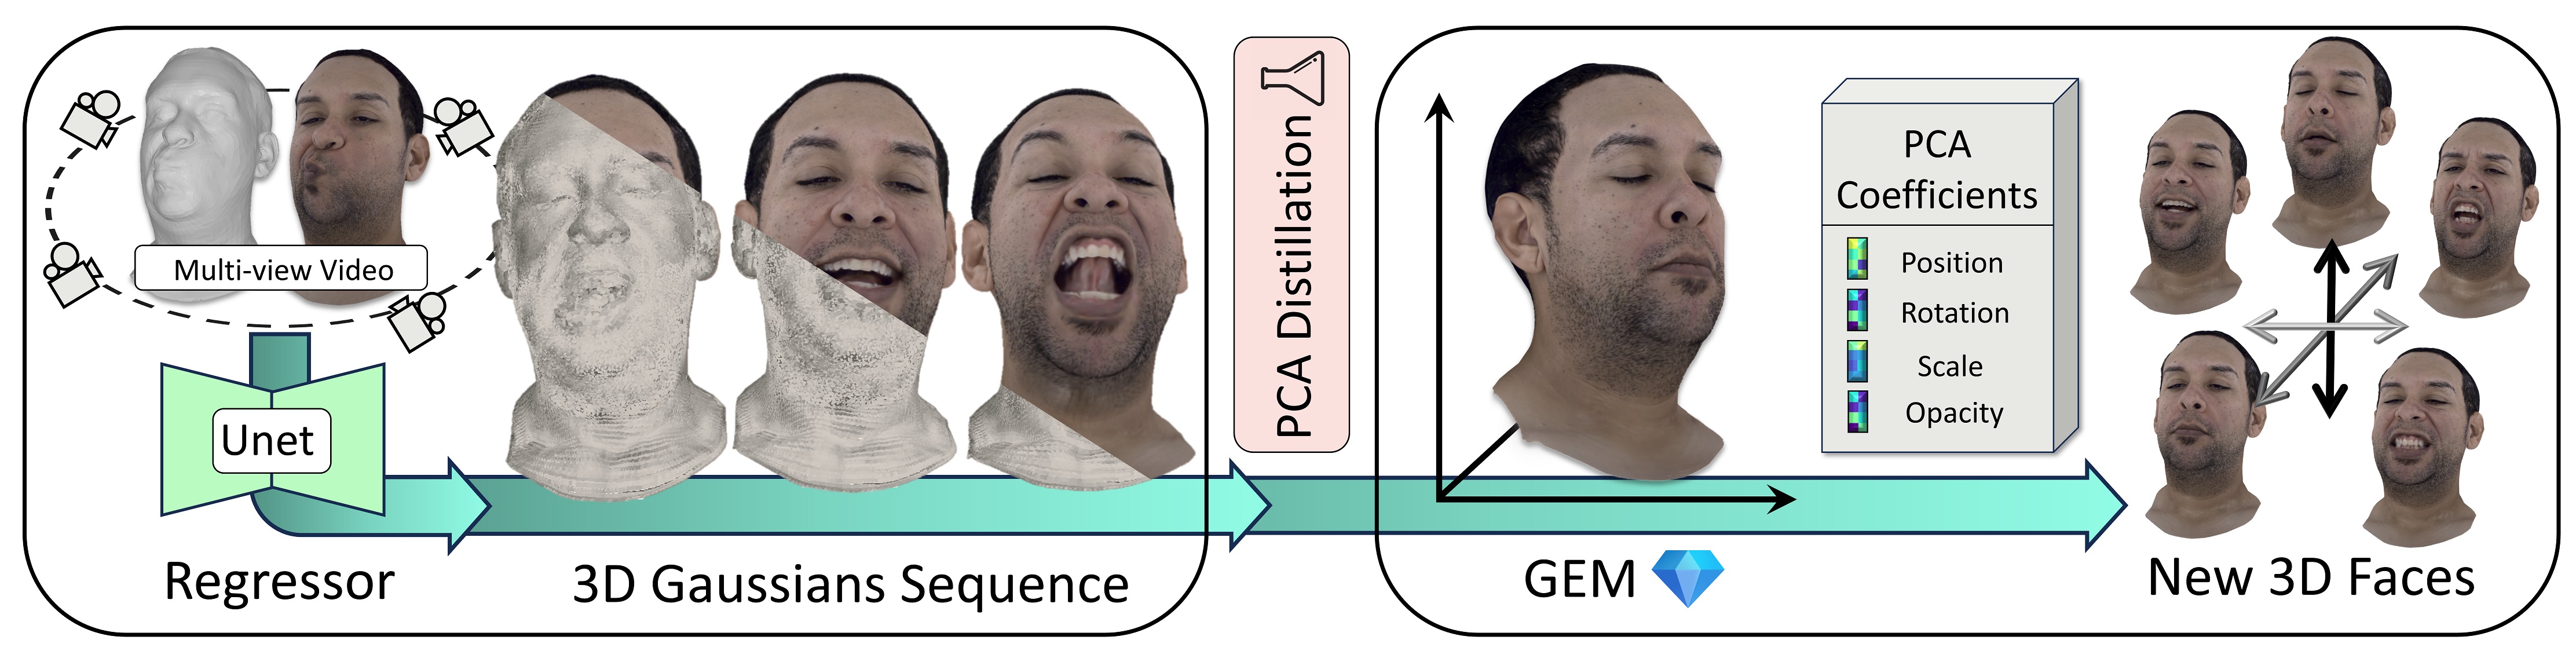 Multi-view Video
Unet
Regressor
3D Gaussians Sequence
PCA Distillation
GEM
PCA
Coefficients
Position
Rotation
Scale
Opacity
New 3D Faces